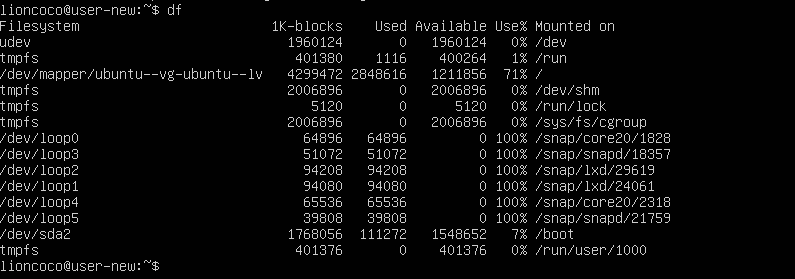 lioncoco@user-new:~$ df
Filesystem 1K-blocks Used Available Use% Mounted on
udev 1960124 0 1960124 0% /dev
tmpfs 401380 1116 400264 1% /run
/dev/mapper/ubuntu--vg-ubuntu--lv 4299472 2848616 1211856 71% /
tmpfs 2006896 0 2006896 0% /dev/shm
tmpfs 5120 0 5120 0% /run/lock
tmpfs 2006896 0 2006896 0% /sys/fs/cgroup
/dev/loop0 64896 64896 0 100% /snap/core20/1828
/dev/loop3 51072 51072 0 100% /snap/snapd/18357
/dev/loop2 94208 94208 0 100% /snap/lxd/29619
/dev/loop1 94080 94080 0 100% /snap/lxd/24061
/dev/loop4 65536 65536 0 100% /snap/core20/2318
/dev/loop5 39808 39808 0 100% /snap/snapd/21759
/dev/sda2 1768056 111272 1548652 7% /boot
tmpfs 401376 0 401376 0% /run/user/1000
lioncoco@user-new:~$